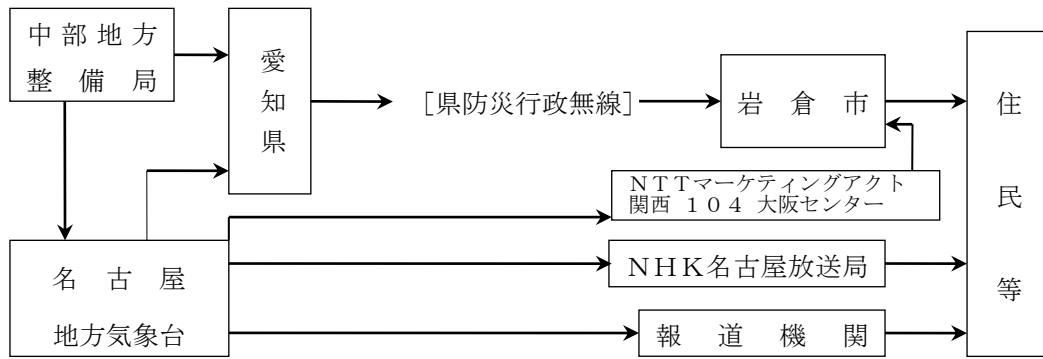 中部地方
整備局
愛知県
［県防災行政無線］
岩倉市
住民等
ＮＴＴマーケティングアクト
関西 １０４ 大阪センター
名古屋
地方気象台
ＮＨＫ名古屋放送局
報道機関